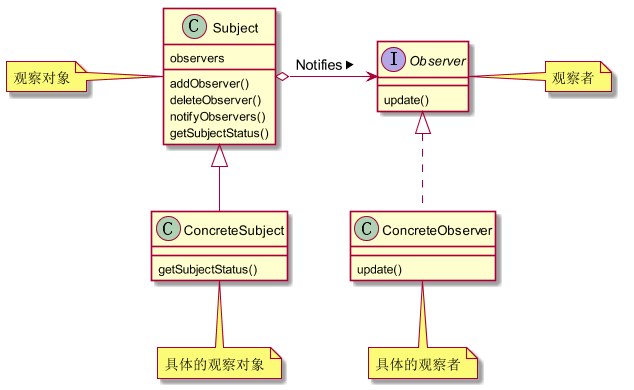 C Subject
observers
addObserver()
deleteObserver()
notifyObservers()
getSubjectStatus()
观察对象
Notifies ▶
I Observer
update()
观察者
C ConcreteSubject
getSubjectStatus()
C ConcreteObserver
update()
具体的观察对象
具体的观察者